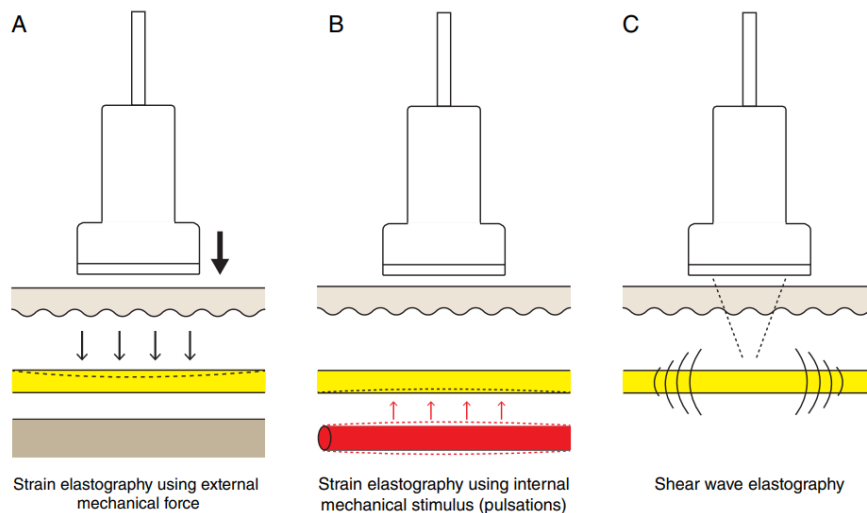 A
B
C
Strain elastography using external
mechanical force
Strain elastography using internal
mechanical stimulus (pulsations)
Shear wave elastography